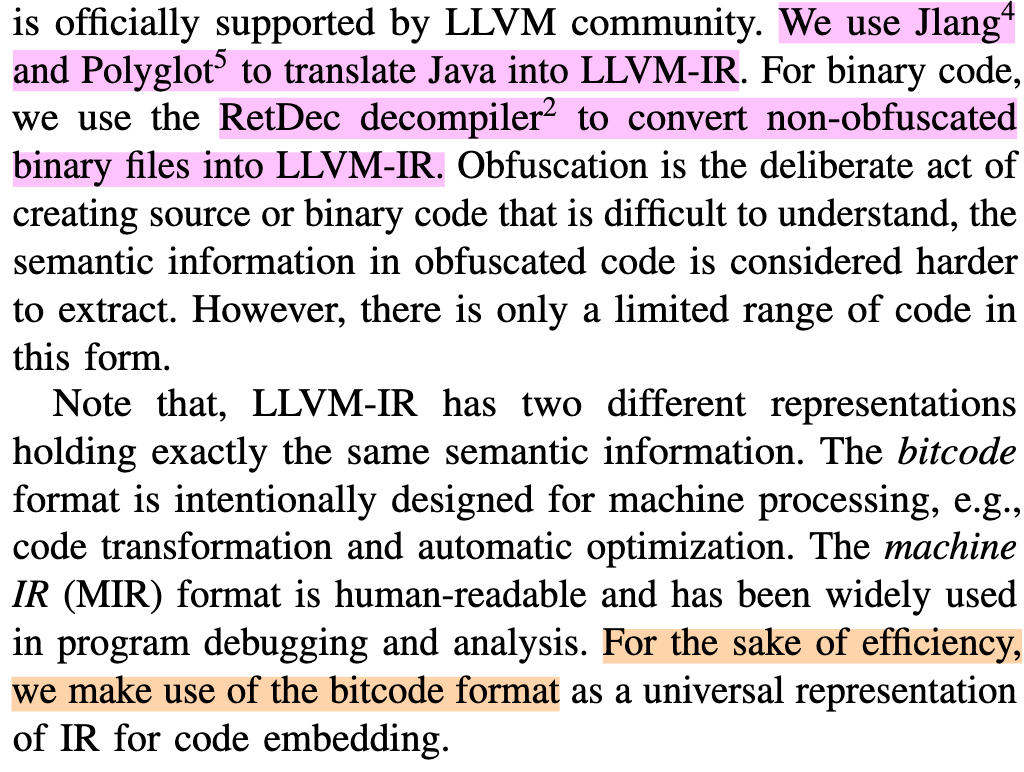 is officially supported by LLVM community. We use Jlang⁴
and Polyglot⁵ to translate Java into LLVM-IR. For binary code,
we use the RetDec decompiler² to convert non-obfuscated
binary files into LLVM-IR. Obfuscation is the deliberate act of
creating source or binary code that is difficult to understand, the
semantic information in obfuscated code is considered harder
to extract. However, there is only a limited range of code in
this form.
Note that, LLVM-IR has two different representations
holding exactly the same semantic information. The bitcode
format is intentionally designed for machine processing, e.g.,
code transformation and automatic optimization. The machine
IR (MIR) format is human-readable and has been widely used
in program debugging and analysis. For the sake of efficiency,
we make use of the bitcode format as a universal representation
of IR for code embedding.